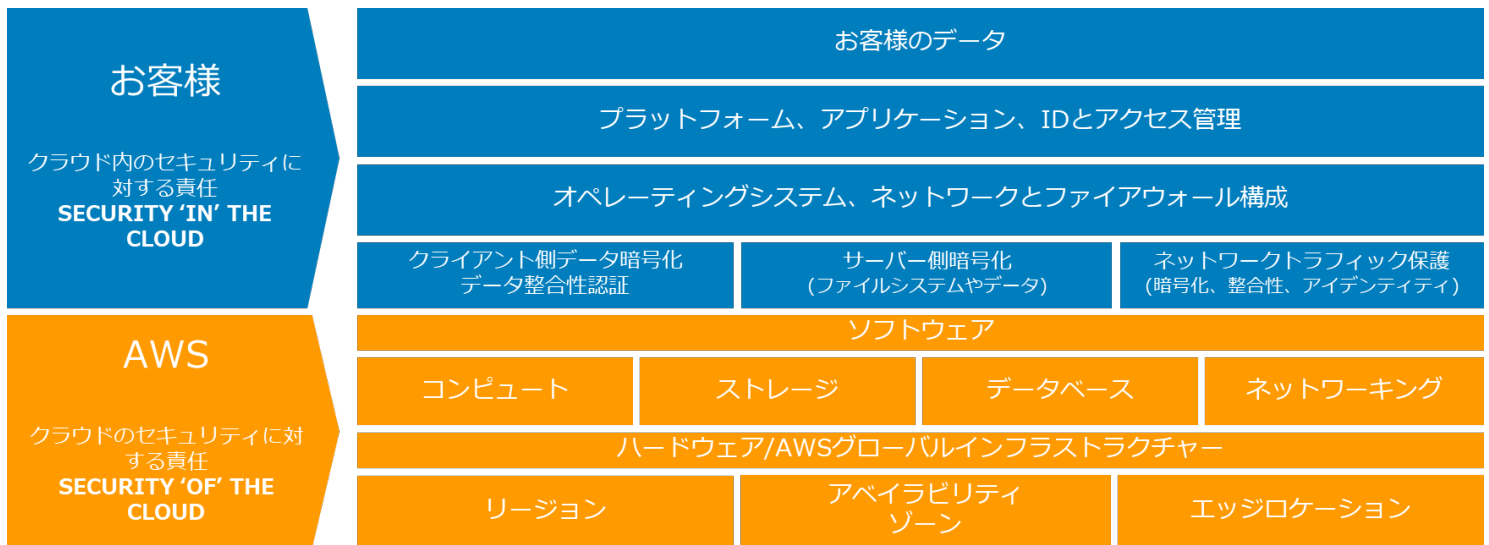 お客様
クラウド内のセキュリティに
対する責任
SECURITY ‘IN’ THE
CLOUD
お客様のデータ
プラットフォーム、アプリケーション、IDとアクセス管理
オペレーティングシステム、ネットワークとファイアウォール構成
クライアント側データ暗号化
データ整合性認証
サーバー側暗号化
(ファイルシステムやデータ)
ネットワークトラフィック保護
(暗号化、整合性、アイデンティティ)
AWS
クラウドのセキュリティに対
する責任
SECURITY ‘OF’ THE
CLOUD
ソフトウェア
コンピュート
ストレージ
データベース
ネットワーキング
ハードウェア/AWSグローバルインフラストラクチャー
リージョン
アベイラビリティ
ゾーン
エッジロケーション